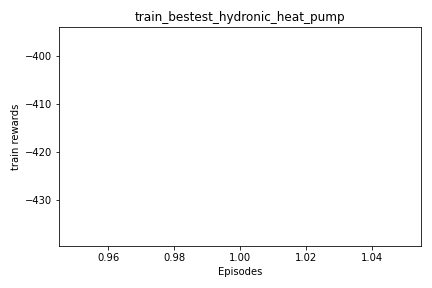 train_bestest_hydronic_heat_pump
−400
−410
−420
−430
train rewards
0.96 0.98 1.00 1.02 1.04
Episodes